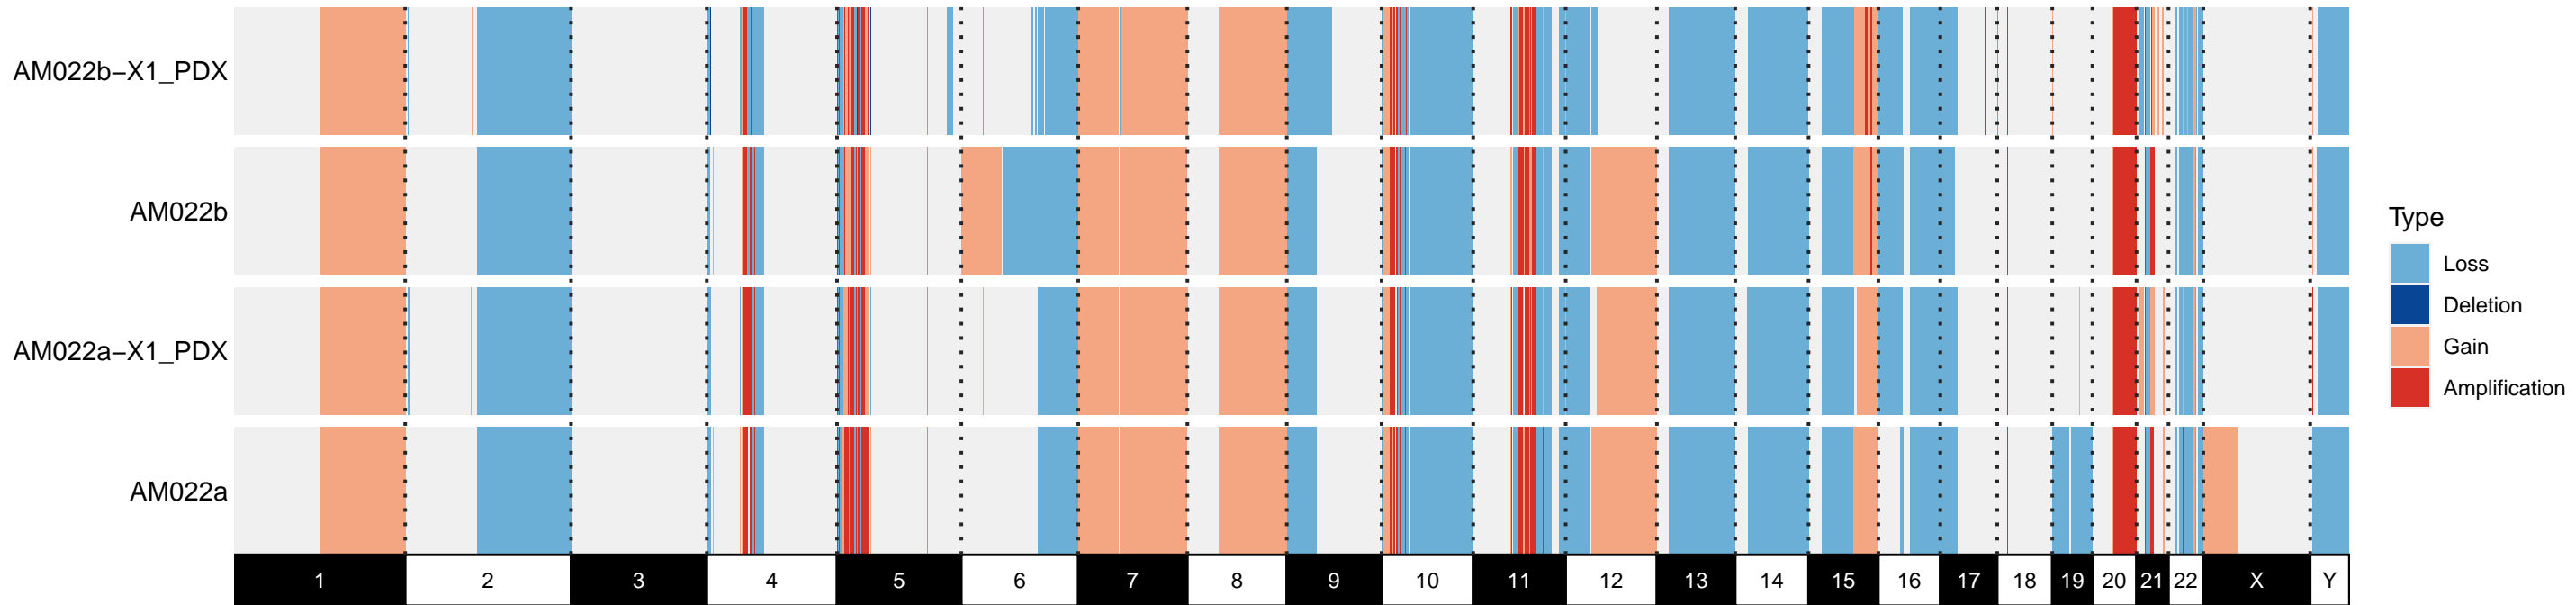 AM022b−X1_PDX
AM022b
AM022a−X1_PDX
AM022a
Type
Loss
Deletion
Gain
Amplification
1 2 3 4 5 6 7 8 9 10 11 12 13 14 15 16 17 18 19 20 21 22 X Y